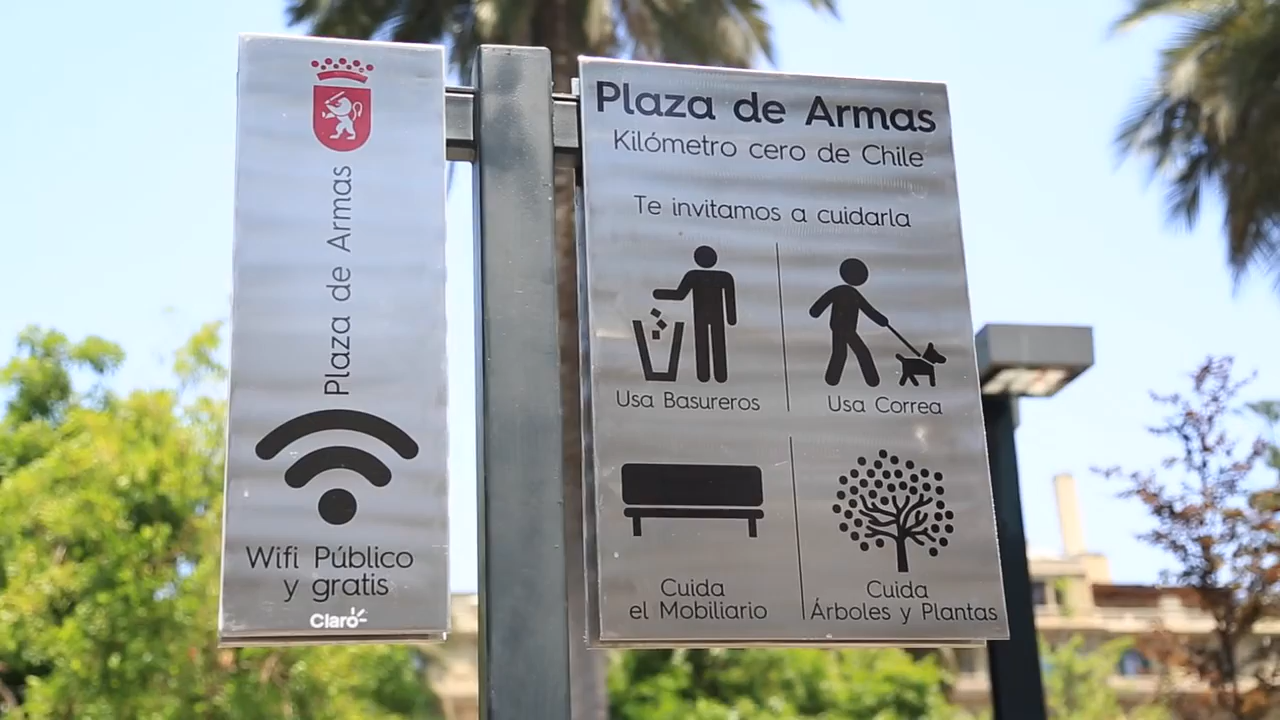 Plaza de Armas
Wifi Público
y gratis
Claro
Plaza de Armas
Kilómetro cero de Chile
Te invitamos a cuidarla
Usa Basureros
Usa Correa
Cuida
el Mobiliario
Cuida
Árboles y Plantas